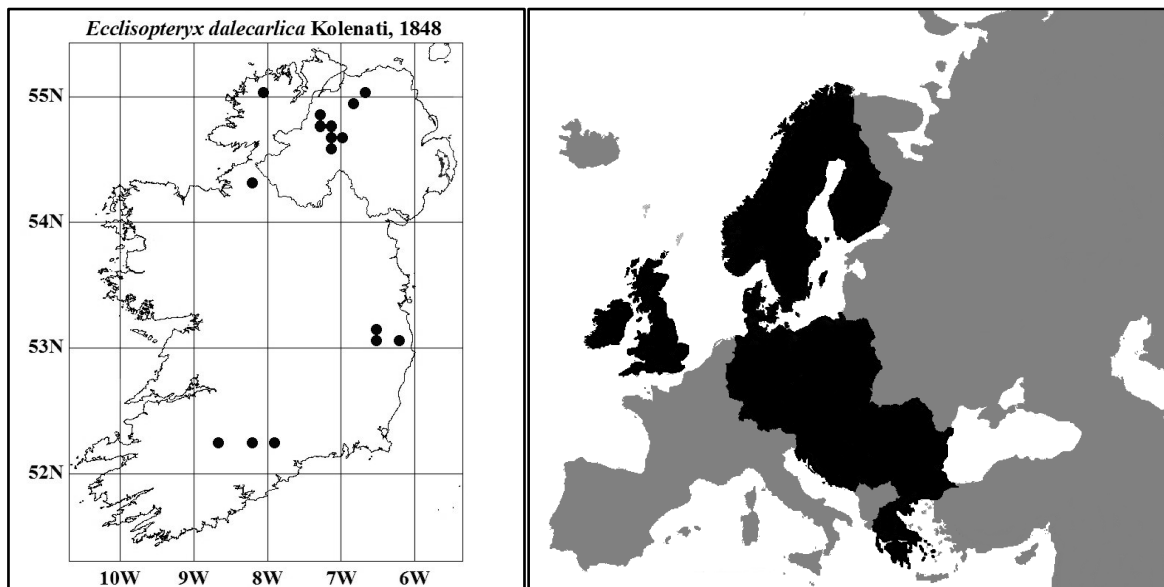 Ecclisopteryx dalecarlica Kolenati, 1848
55N
54N
53N
52N
10W 9W 8W 7W 6W